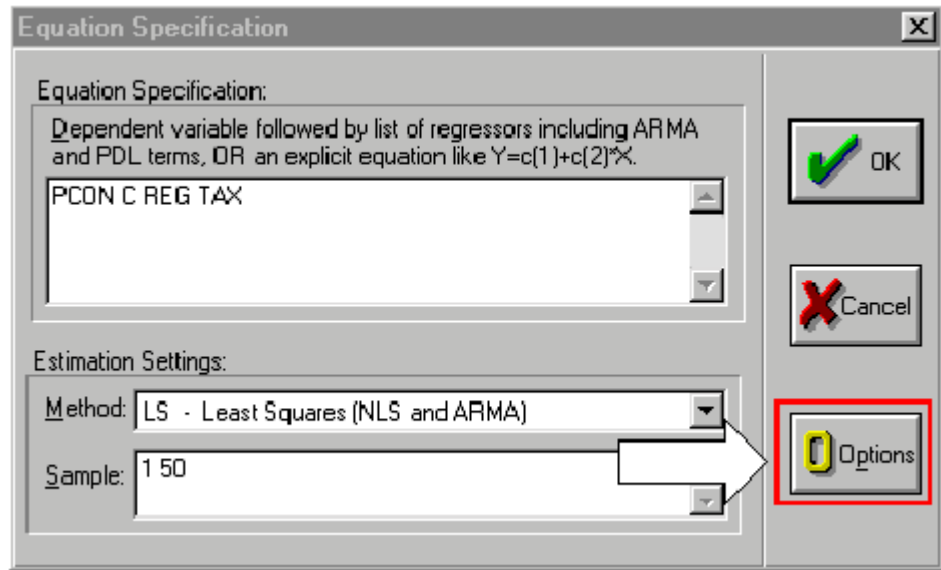 Equation Specification
Equation Specification:
Dependent variable followed by list of regressors including ARMA
and PDL terms, OR an explicit equation like Y=c(1)+c(2)*X.
PCON C REG TAX
OK
Cancel
Estimation Settings:
Method: LS - Least Squares (NLS and ARMA)
Sample: 1 50
Options